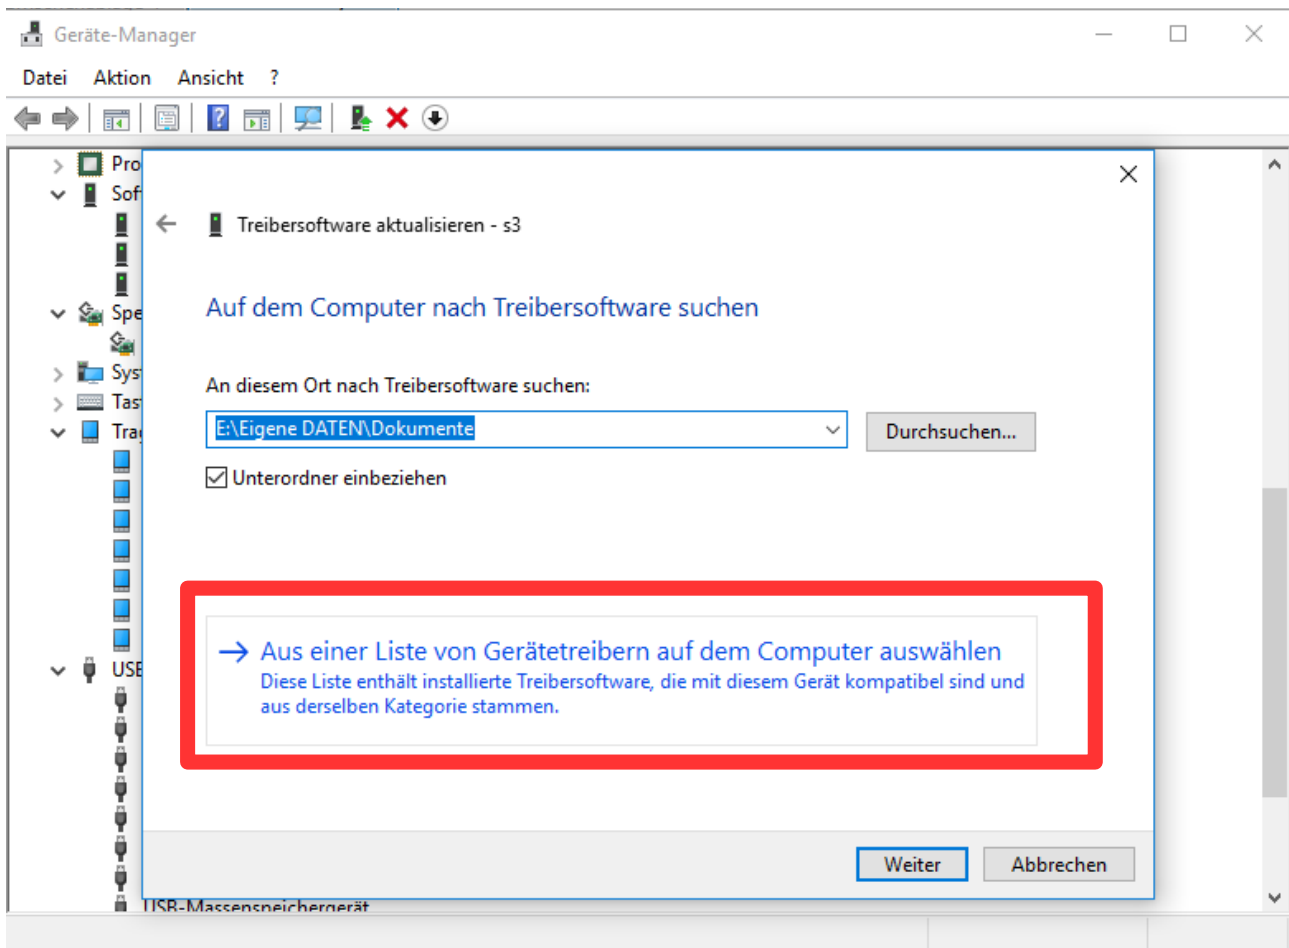 Geräte-Manager
Datei Aktion Ansicht ?
Pro
Sof
Treibersoftware aktualisieren - s3
Auf dem Computer nach Treibersoftware suchen
Spe
Sys
An diesem Ort nach Treibersoftware suchen:
Tas
E:\Eigene DATEN\Dokumente
Durchsuchen...
Tra
Unterordner einbeziehen
Aus einer Liste von Gerätetreibern auf dem Computer auswählen
Diese Liste enthält installierte Treibersoftware, die mit diesem Gerät kompatibel sind und
aus derselben Kategorie stammen.
USB
Weiter Abbrechen
USB-Massenspeichergerät